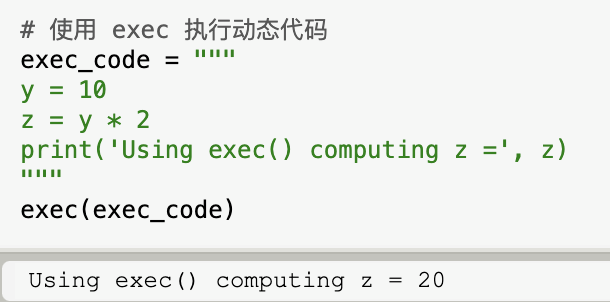 # 使用 exec 执行动态代码
exec_code = """
y = 10
z = y * 2
print('Using exec() computing z =', z)
"""
exec(exec_code)
Using exec() computing z = 20